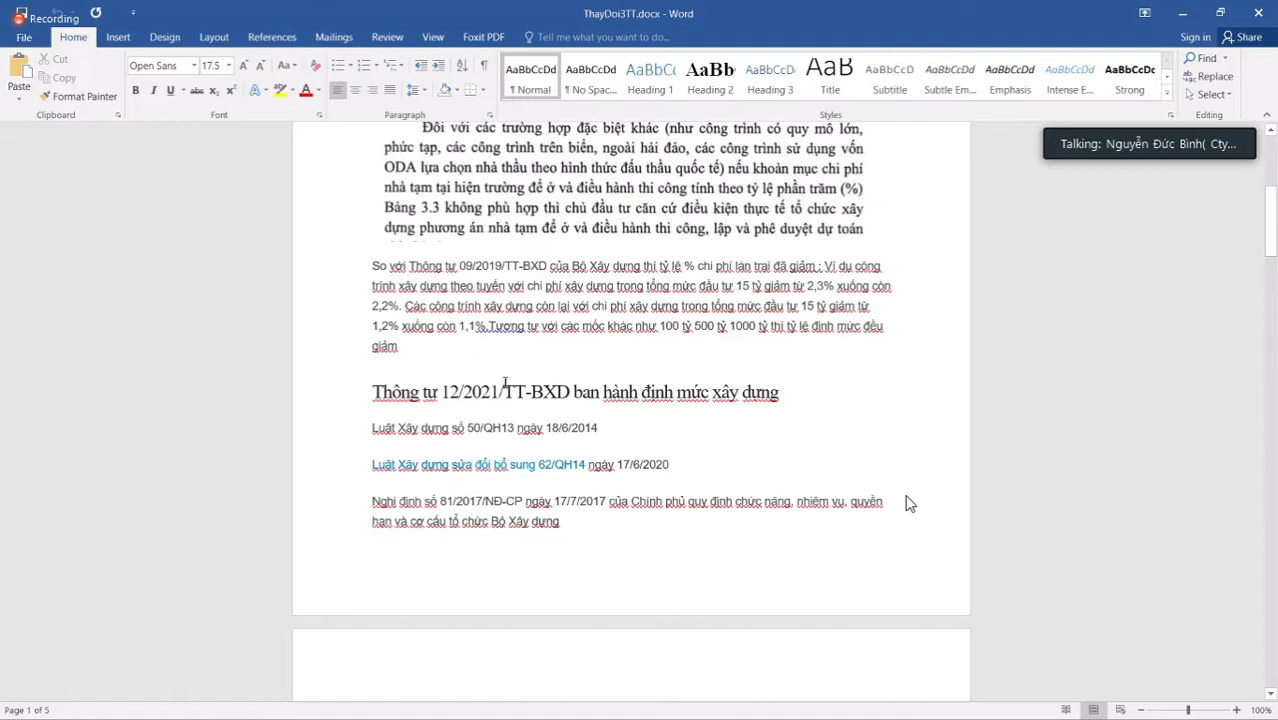 Recording
ThayDoi3TT.docx - Word
File Home Insert Design Layout References Mailings Review View Foxit PDF Tell me what you want to do... Sign in Share
Paste Cut Copy Format Painter
Open Sans 17.5
AaBbCcDd AaBbCcDd AaBbCc AaBb AaBbCcDd AaBb AaBbCcDd AaBbCcDd AaBbCcDd AaBbCcDd AaBbCcDd
¶ Normal ¶ No Spac... Heading 1 Heading 2 Heading 3 Title Subtitle Subtle Em... Emphasis Intense E... Strong
Find Replace Select
Clipboard Font Paragraph Styles Editing
Talking: Nguyễn Đức Bình( Cty...
Đối với các trường hợp đặc biệt khác (như công trình có quy mô lớn,
phức tạp, các công trình trên biển, ngoài hải đảo, các công trình sử dụng vốn
ODA lựa chọn nhà thầu theo hình thức đấu thầu quốc tế) nếu khoản mục chi phí
nhà tạm tại hiện trường để ở và điều hành thi công tính theo tỷ lệ phần trăm (%)
Bảng 3.3 không phù hợp thì chủ đầu tư căn cứ điều kiện thực tế tổ chức xây
dựng phương án nhà tạm để ở và điều hành thi công, lập và phê duyệt dự toán
So với Thông tư 09/2019/TT-BXD của Bộ Xây dựng thì tỷ lệ % chi phí lán trại đã giảm ; Ví dụ công
trình xây dựng theo tuyến với chi phí xây dựng trong tổng mức đầu tư 15 tỷ giảm từ 2,3% xuống còn
2,2%. Các công trình xây dựng còn lại với chi phí xây dựng trong tổng mức đầu tư 15 tỷ giảm từ
1,2% xuống còn 1,1%.Tương tự với các mốc khác như 100 tỷ 500 tỷ 1000 tỷ thì tỷ lệ định mức đều
giảm
Thông tư 12/2021/TT-BXD ban hành định mức xây dựng
Luật Xây dựng số 50/QH13 ngày 18/6/2014
Luật Xây dựng sửa đổi bổ sung 62/QH14 ngày 17/6/2020
Nghị định số 81/2017/NĐ-CP ngày 17/7/2017 của Chính phủ quy định chức năng, nhiệm vụ, quyền
hạn và cơ cấu tổ chức Bộ Xây dựng
Page 1 of 5 100%